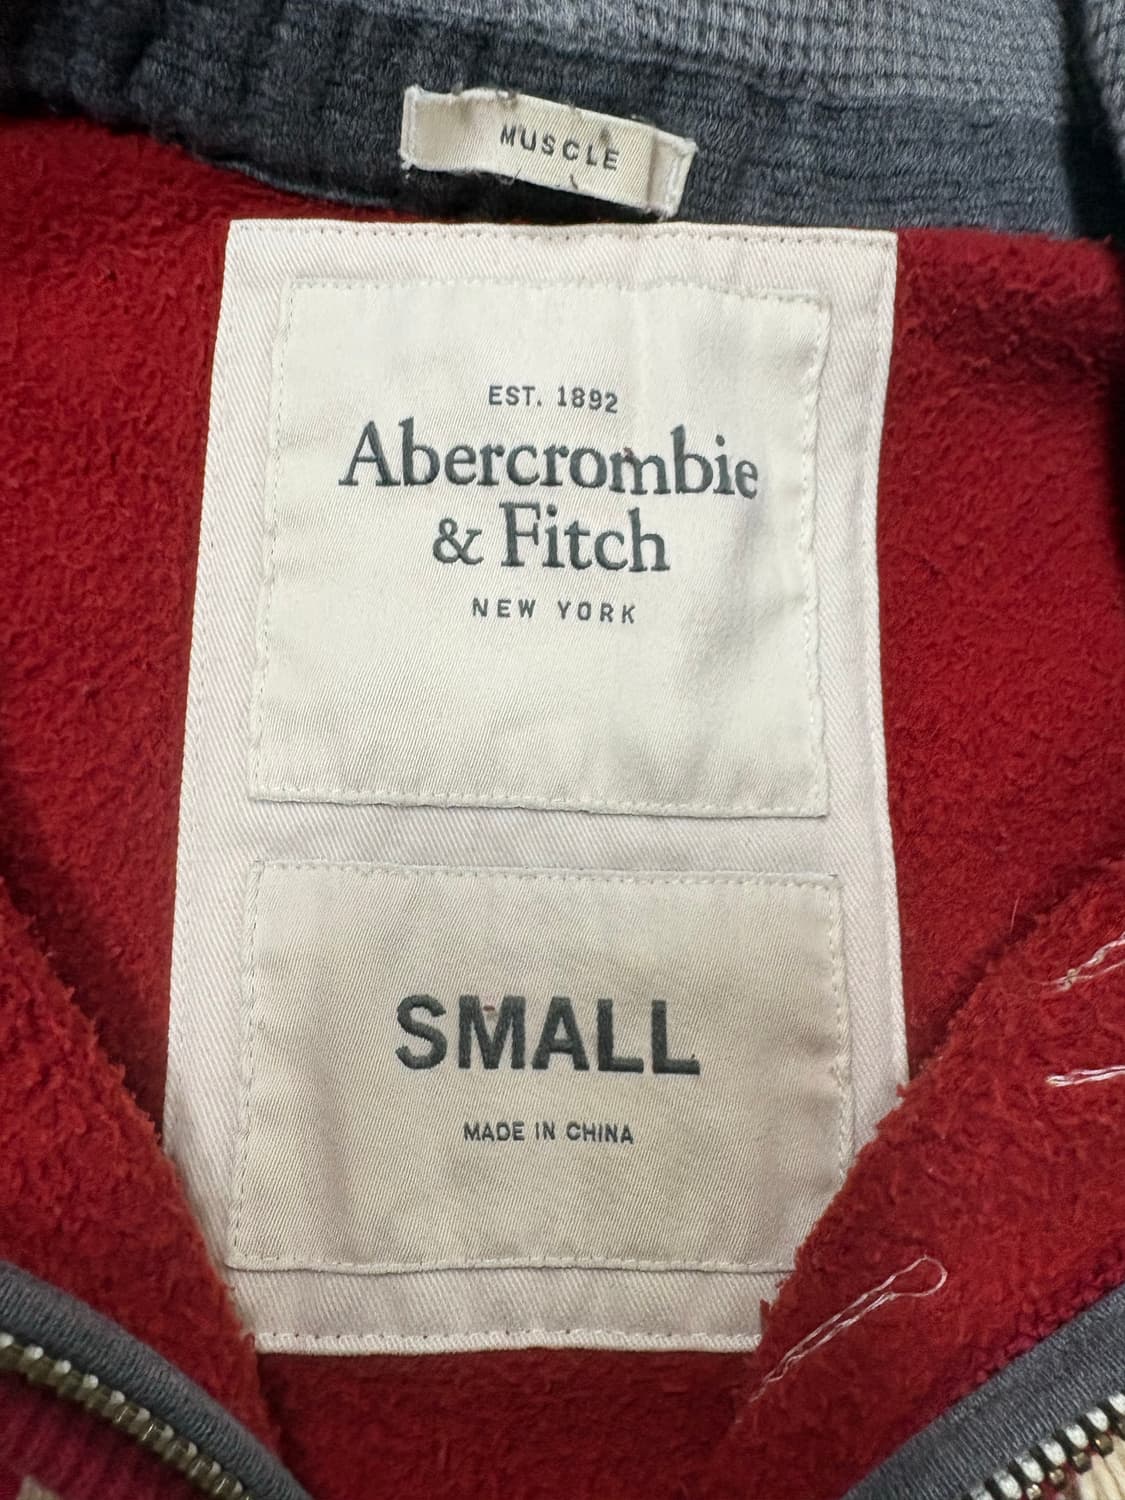 MUSCLE
EST. 1892
Abercrombie
& Fitch
NEW YORK
SMALL
MADE IN CHINA